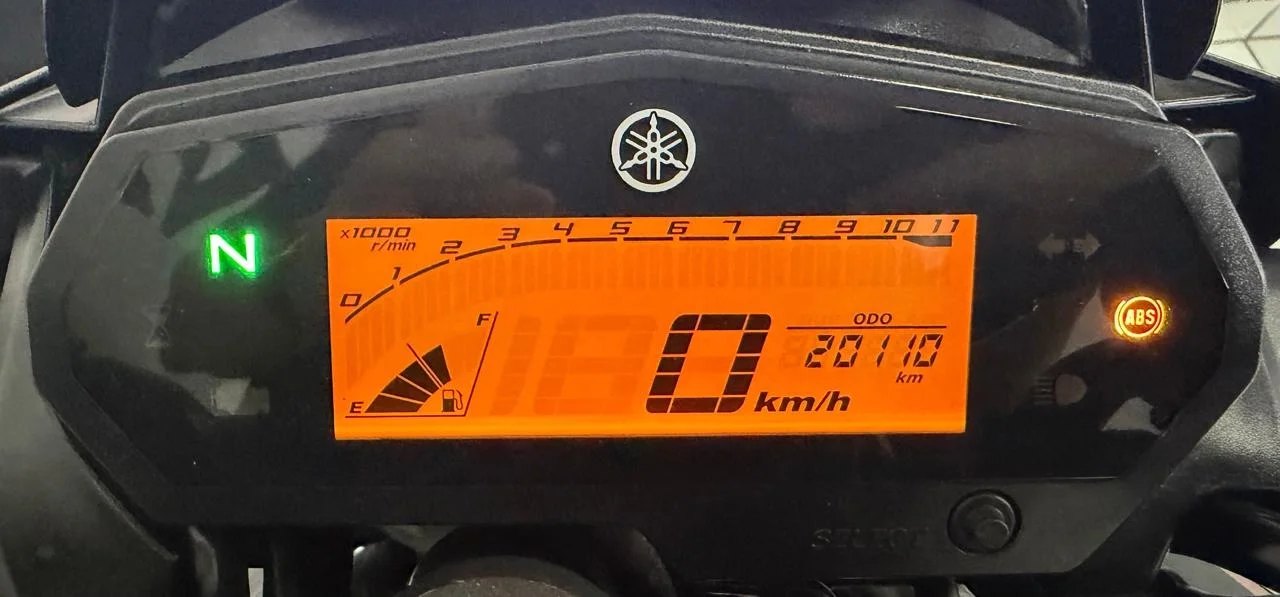 x1000
r/min
0 1 2 3 4 5 6 7 8 9 10 11
N
ABS
F
E
0 km/h
ODO
20110
km
SELECT